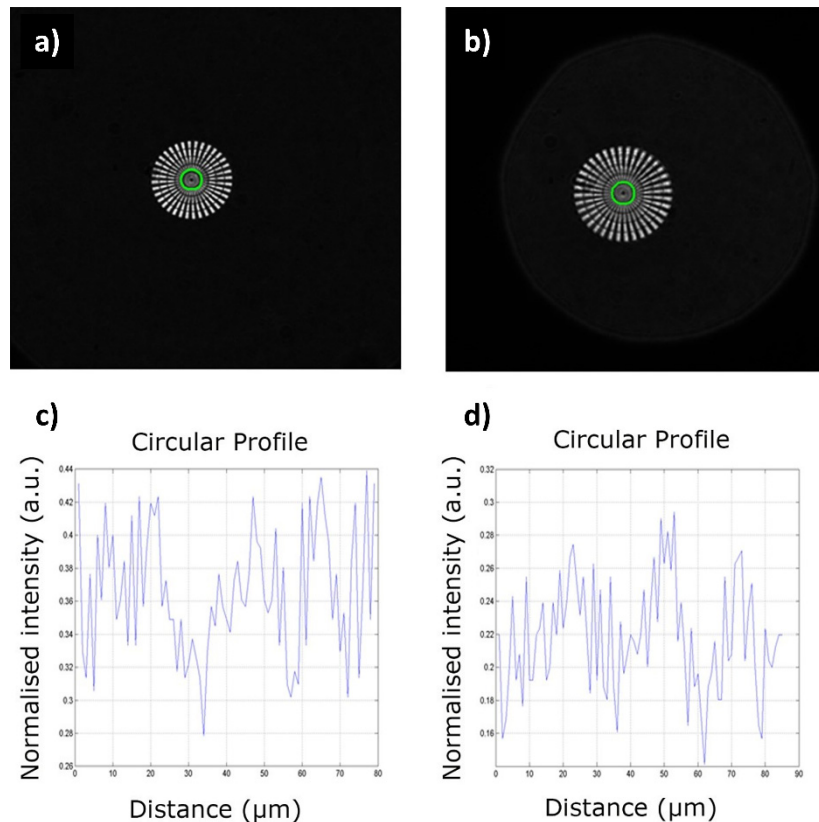 a)
b)
c)
Circular Profile
Normalised intensity (a.u.)
0.44
0.42
0.4
0.38
0.36
0.34
0.32
0.3
0.28
0.26
0 10 20 30 40 50 60 70 80
Distance (µm)
d)
Circular Profile
Normalised intensity (a.u.)
0.32
0.3
0.28
0.26
0.24
0.22
0.2
0.18
0.16
0 10 20 30 40 50 60 70 80 90
Distance (µm)